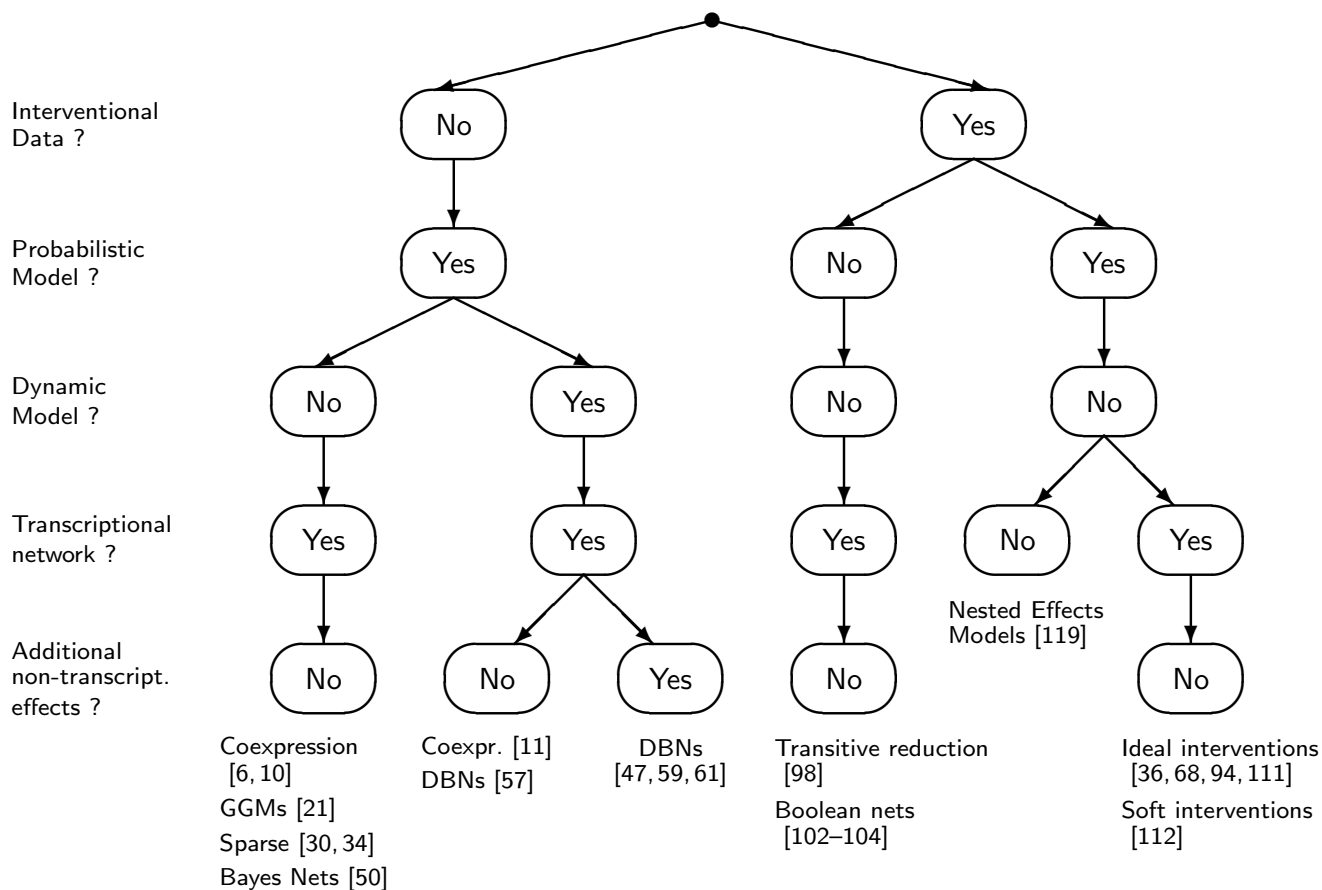 Interventional
Data ?
No
Yes
Probabilistic
Model ?
Yes
No
Yes
Dynamic
Model ?
No
Yes
No
No
Transcriptional
network ?
Yes
Yes
Yes
No
Yes
Nested Effects
Models [119]
Additional
non-transcript.
effects ?
No
No
Yes
No
No
Coexpression
[6, 10]
GGMs [21]
Sparse [30, 34]
Bayes Nets [50]
Coexpr. [11]
DBNs [57]
DBNs
[47, 59, 61]
Transitive reduction
[98]
Boolean nets
[102–104]
Ideal interventions
[36, 68, 94, 111]
Soft interventions
[112]